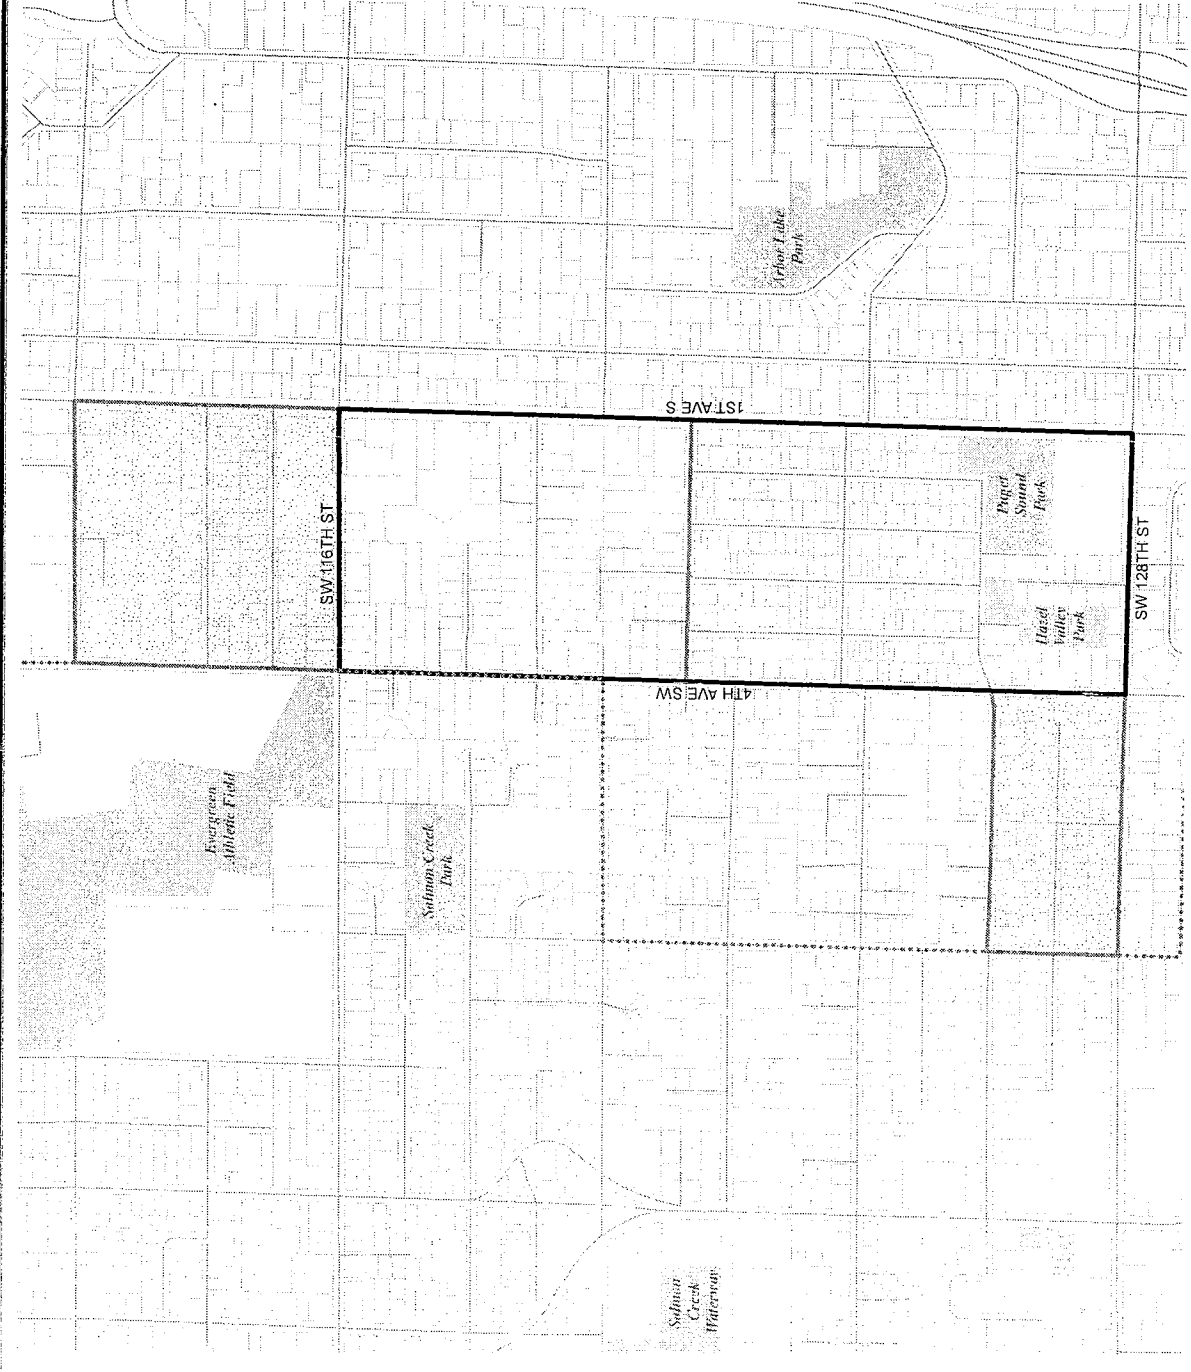 Arbor Lake
Park
1ST AVE S
SW 116TH ST
Puget
Sound
Park
SW 128TH ST
Hazel
Valley
Park
4TH AVE SW
Evergreen
Athletic Field
Salmon Creek
Park
Salmon
Creek
Waterway